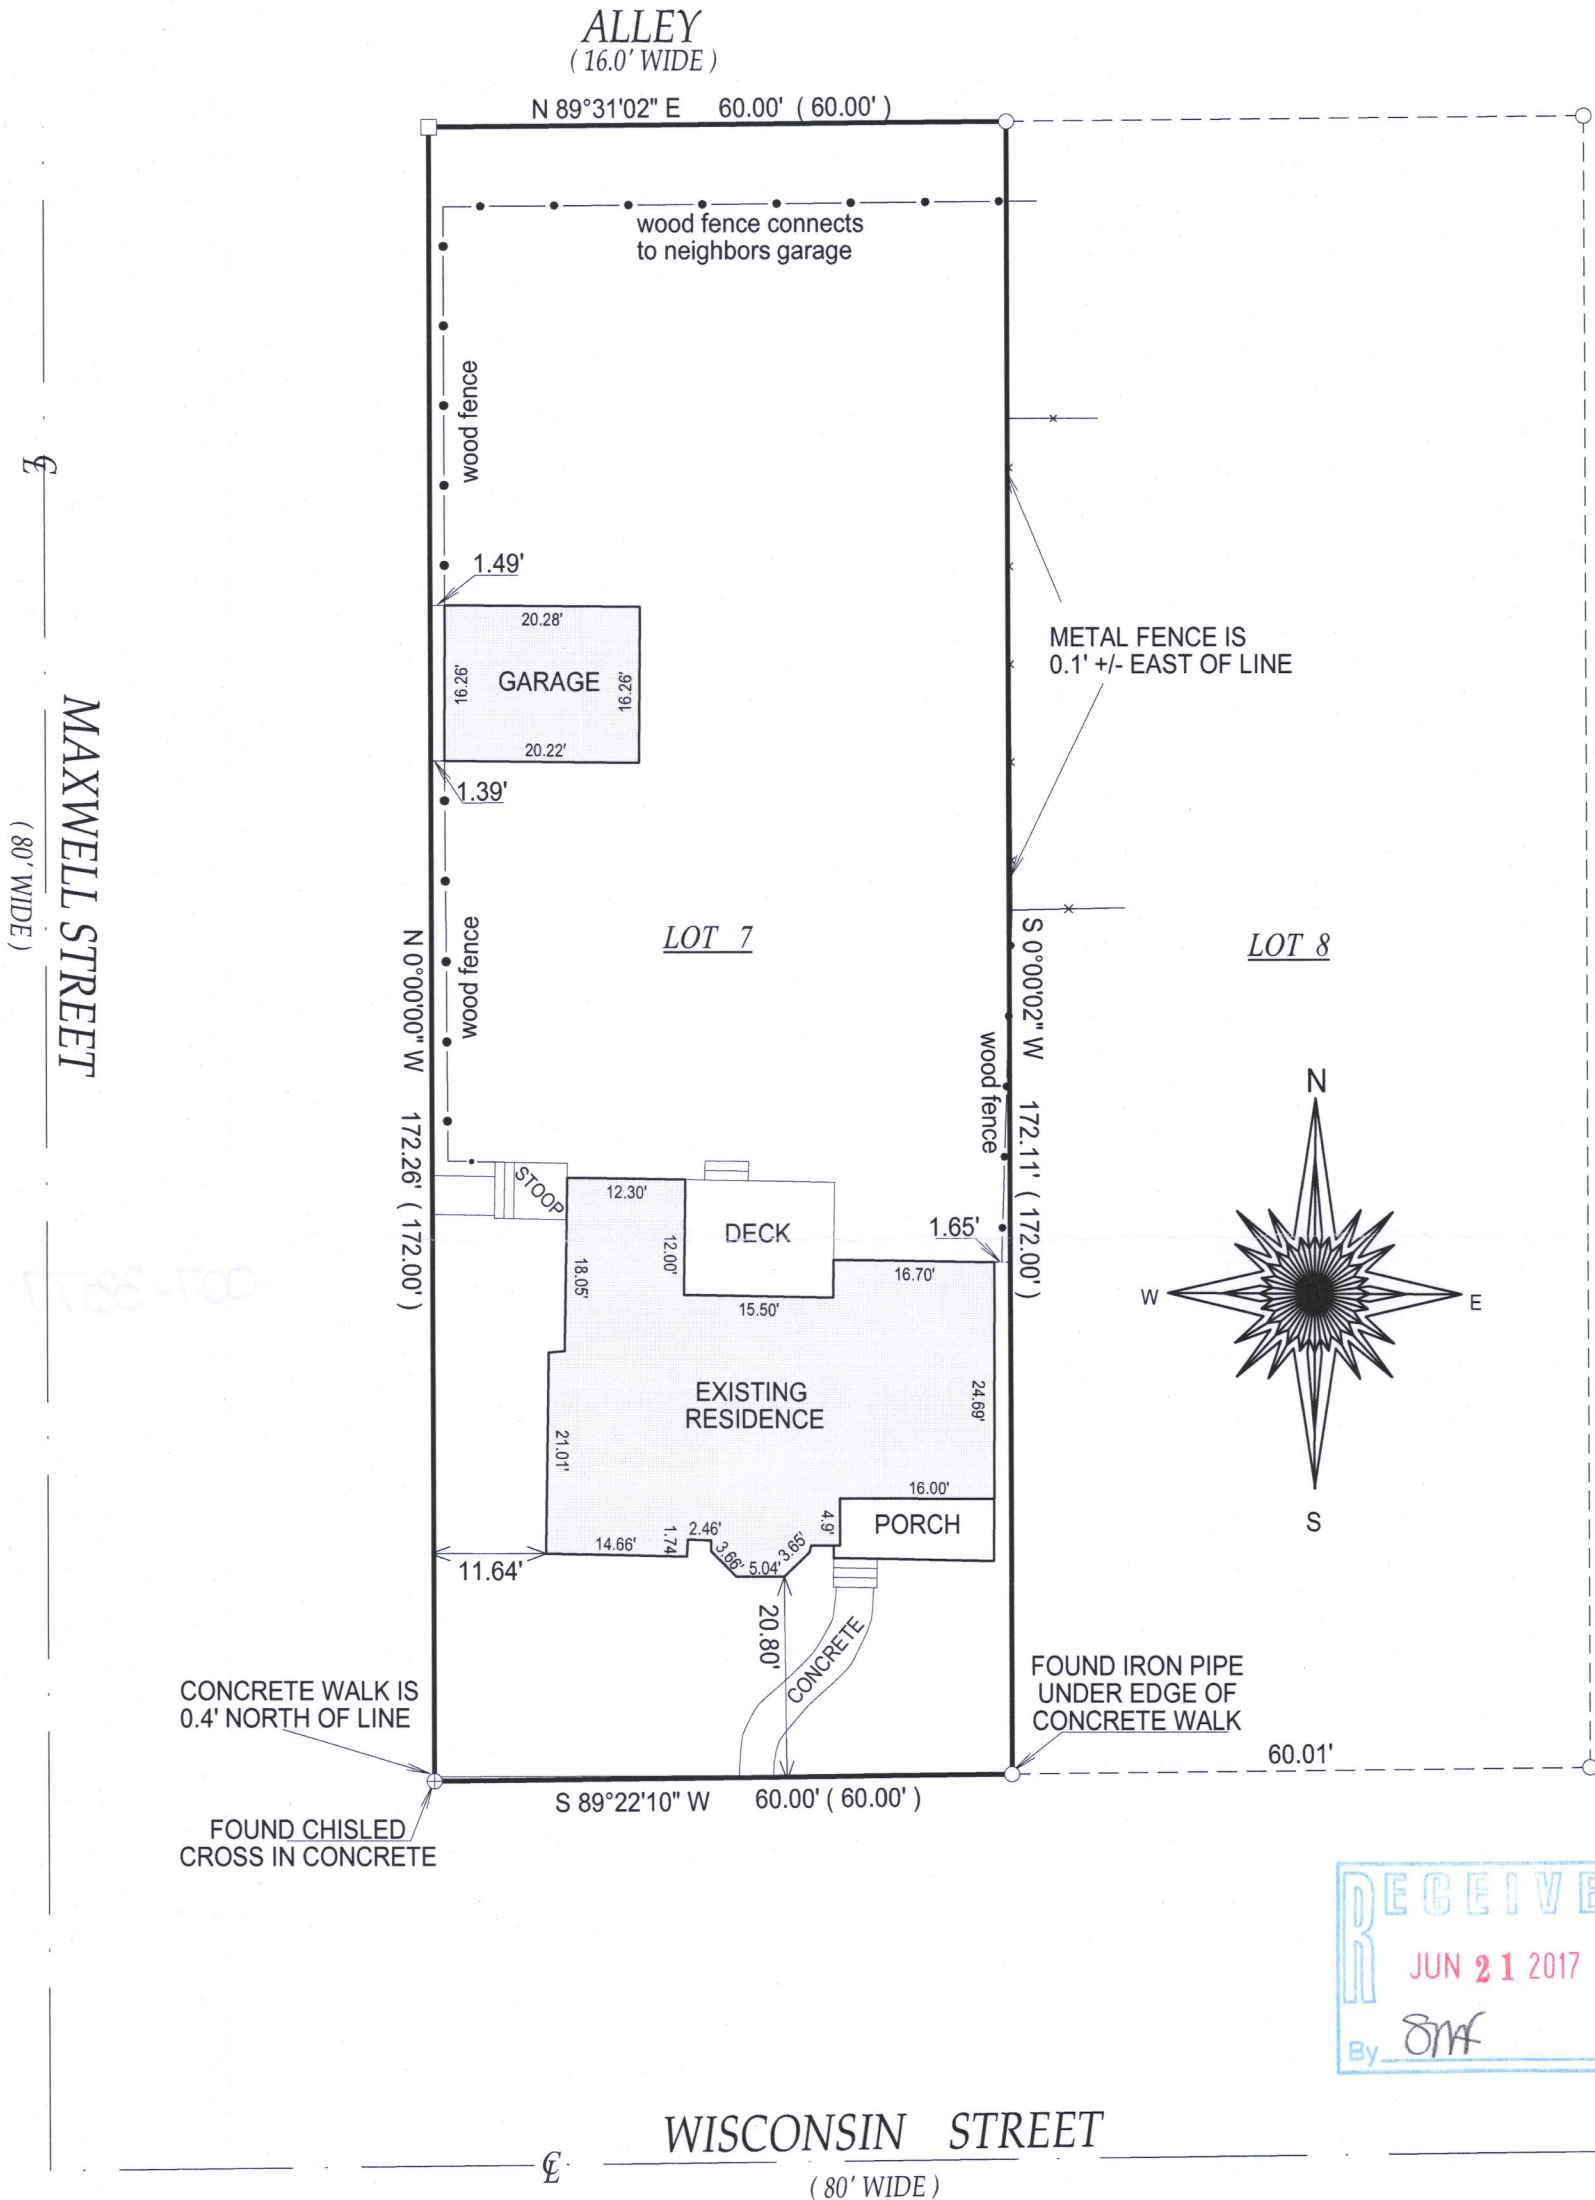 ALLEY
( 16.0' WIDE )
N 89°31'02" E 60.00' ( 60.00' )
wood fence connects
to neighbors garage
wood fence
1.49'
20.28'
GARAGE
16.26'
16.26'
20.22'
1.39'
METAL FENCE IS
0.1' +/- EAST OF LINE
℄
MAXWELL STREET
( 80' WIDE )
N 0°00'00" W 172.26' ( 172.00' )
wood fence
LOT 7
S 0°00'02" W 172.11' ( 172.00' )
LOT 8
wood fence
N
W
E
S
STOOP
12.30'
DECK
12.00'
18.05'
15.50'
1.65'
16.70'
EXISTING
RESIDENCE
24.69'
21.01'
16.00'
PORCH
4.9'
14.66'
1.74
2.46'
3.66'
5.04'
3.65'
11.64'
20.80'
CONCRETE
CONCRETE WALK IS
0.4' NORTH OF LINE
FOUND IRON PIPE
UNDER EDGE OF
CONCRETE WALK
60.01'
S 89°22'10" W 60.00' ( 60.00' )
FOUND CHISLED
CROSS IN CONCRETE
RECEIVE
JUN 21 2017
By
WISCONSIN STREET
℄
( 80' WIDE )